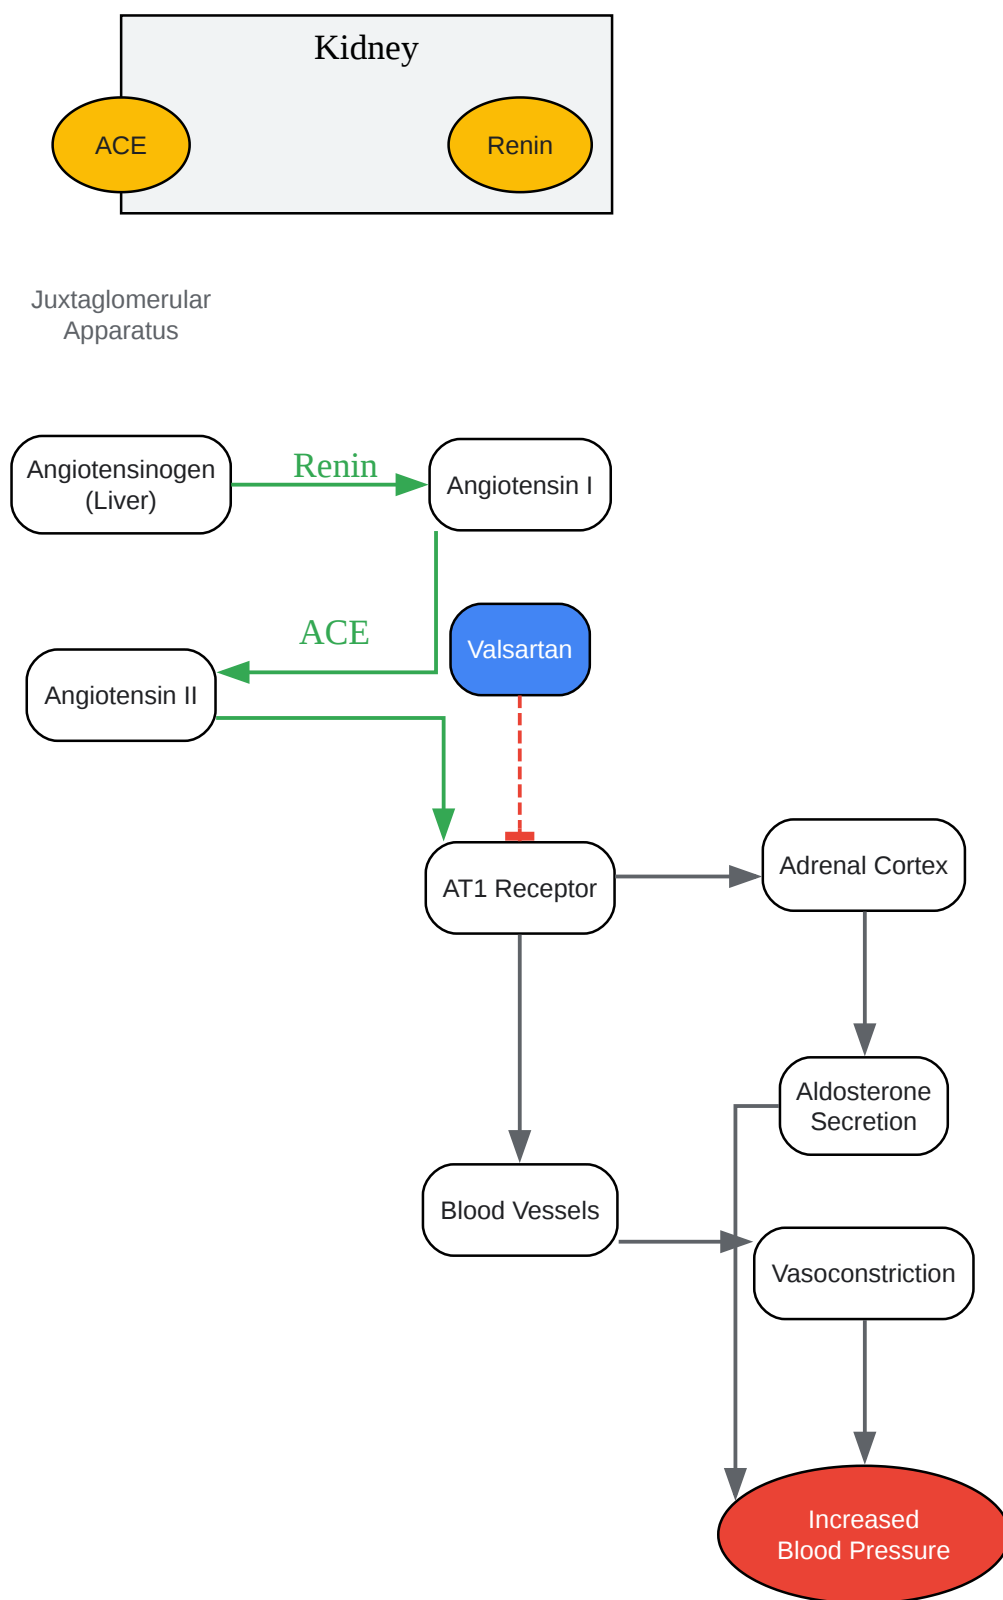 Kidney
ACE
Renin
Juxtaglomerular
Apparatus
Angiotensinogen
(Liver)
Renin
Angiotensin I
ACE
Valsartan
Angiotensin II
AT1 Receptor
Adrenal Cortex
Aldosterone
Secretion
Blood Vessels
Vasoconstriction
Increased
Blood Pressure